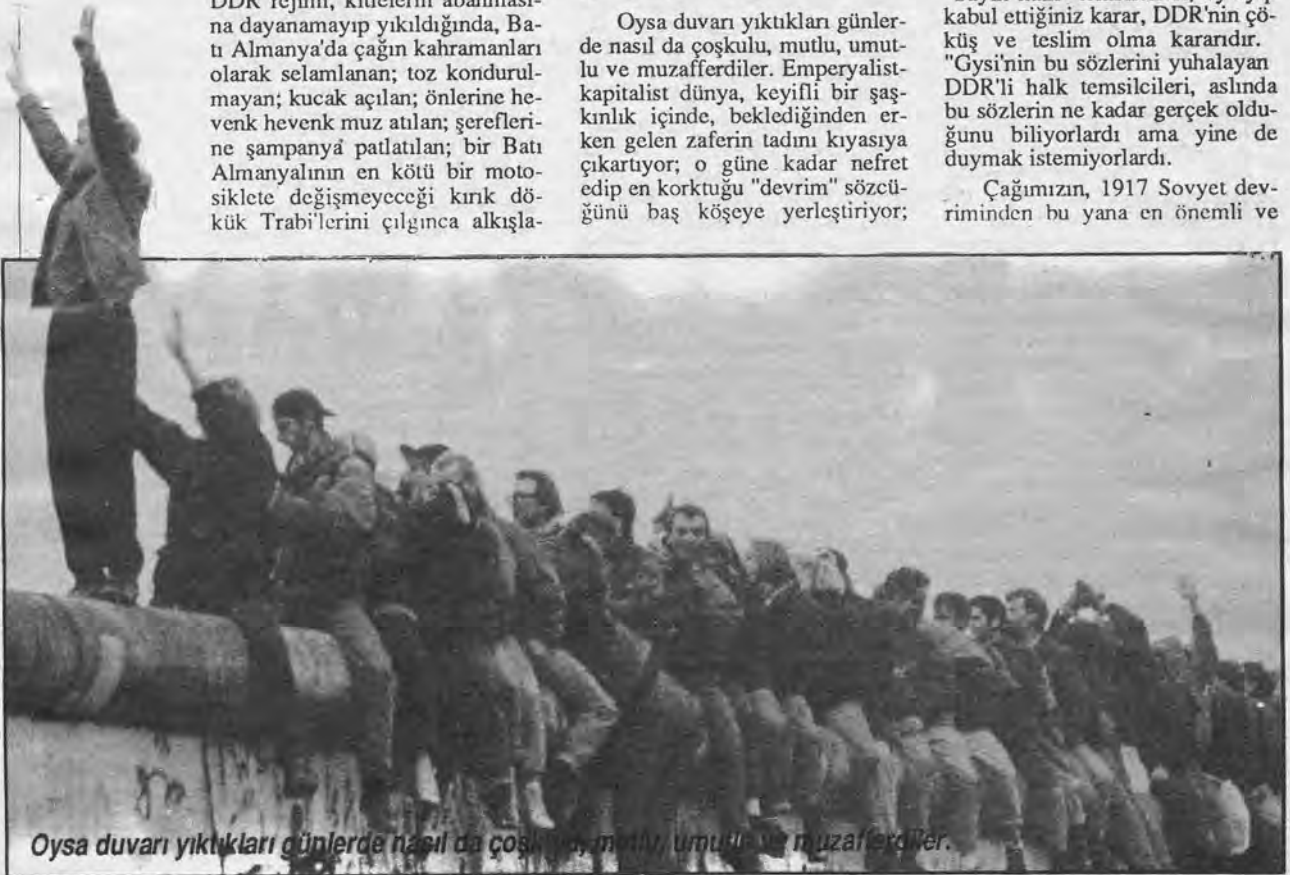 DDR rejimi, kitlelerin abanması-
na dayanamayıp yıkıldığında, Ba-
tı Almanya'da çağın kahramanları
olarak selamlanan; toz kondurul-
mayan; kucak açılan; önlerine he-
venk hevenk muz atılan; şerefleri-
ne şampanya patlatılan; bir Batı
Almanyalının en kötü bir moto-
siklete değişmeyeceği kırık dö-
kük Trabi'lerini çılgınca alkışla-
Oysa duvarı yıktıkları günler-
de nasıl da çoşkulu, mutlu, umut-
lu ve muzafferdiler. Emperyalist-
kapitalist dünya, keyifli bir şaş-
kınlık içinde, beklediğinden er-
ken gelen zaferin tadını kıyasıya
çıkartıyor; o güne kadar nefret
edip en korktuğu "devrim" sözcü-
ğünü baş köşeye yerleştiriyor;
kabul ettiğiniz karar, DDR'nin çö-
küş ve teslim olma kararıdır.
"Gysi'nin bu sözlerini yuhalayan
DDR'li halk temsilcileri, aslında
bu sözlerin ne kadar gerçek oldu-
ğunu biliyorlardı ama yine de
duymak istemiyorlardı.
Çağımızın, 1917 Sovyet dev-
riminden bu yana en önemli ve
Oysa duvarı yıktıkları günlerde nasıl da çoşkulu, mutlu, umutlu ve muzafferdiler.